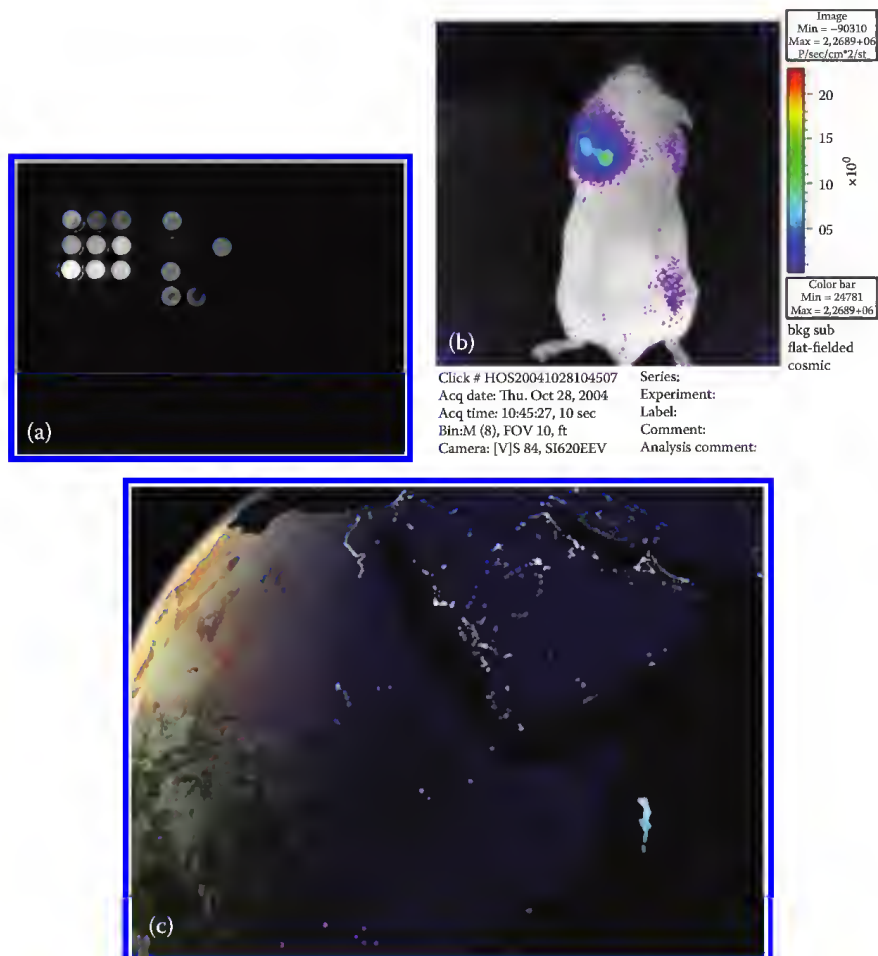 Image
Min = −90310
Max = 2,2689+06
P/sec/cm*2/st
20
15
10
05
×10⁰
Color bar
Min = 24781
Max = 2,2689+06
bkg sub
flat-fielded
cosmic
(b)
Click # HOS20041028104507
Acq date: Thu. Oct 28, 2004
Acq time: 10:45:27, 10 sec
Bin:M (8), FOV 10, ft
Camera: [V]S 84, SI620EEV
Series:
Experiment:
Label:
Comment:
Analysis comment:
(a)
(c)